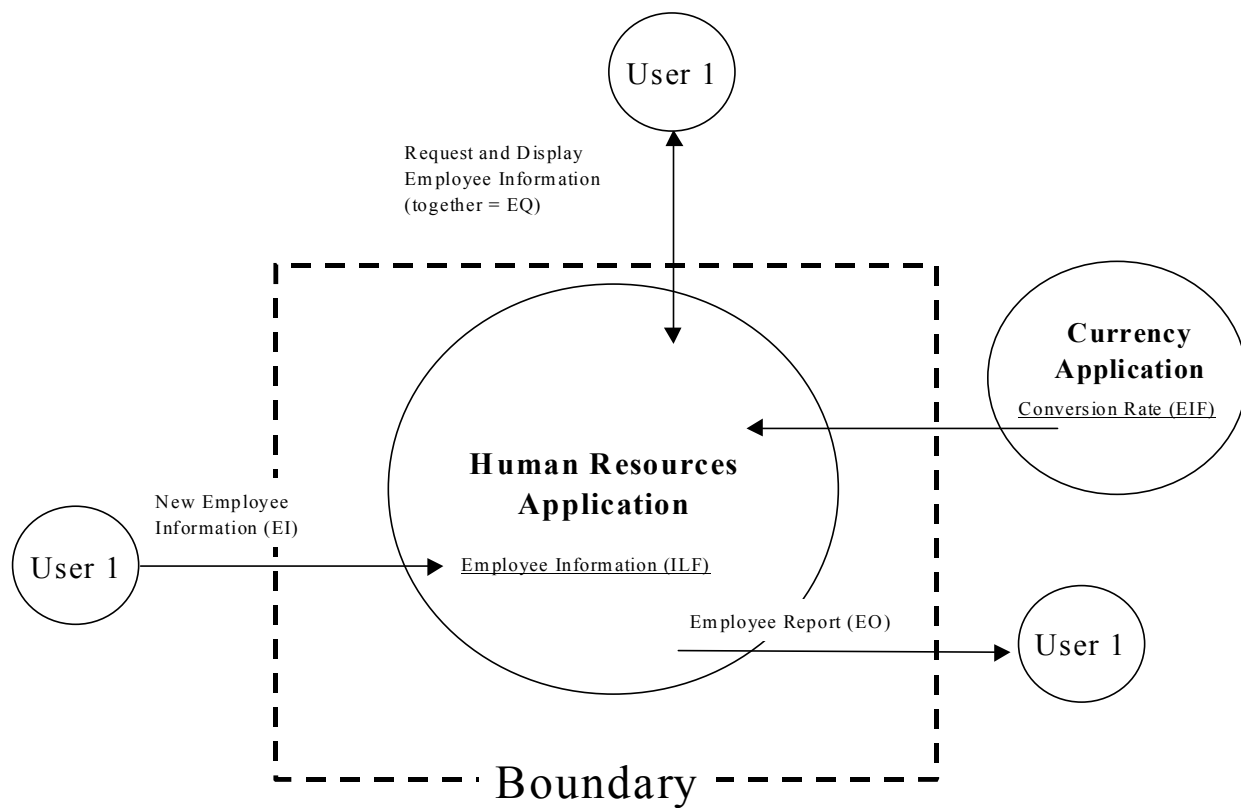 User 1
Request and Display
Employee Information
(together = EQ)
Currency
Application
Conversion Rate (EIF)
Human Resources
Application
New Employee
Information (EI)
User 1
Employee Information (ILF)
Employee Report (EO)
User 1
Boundary